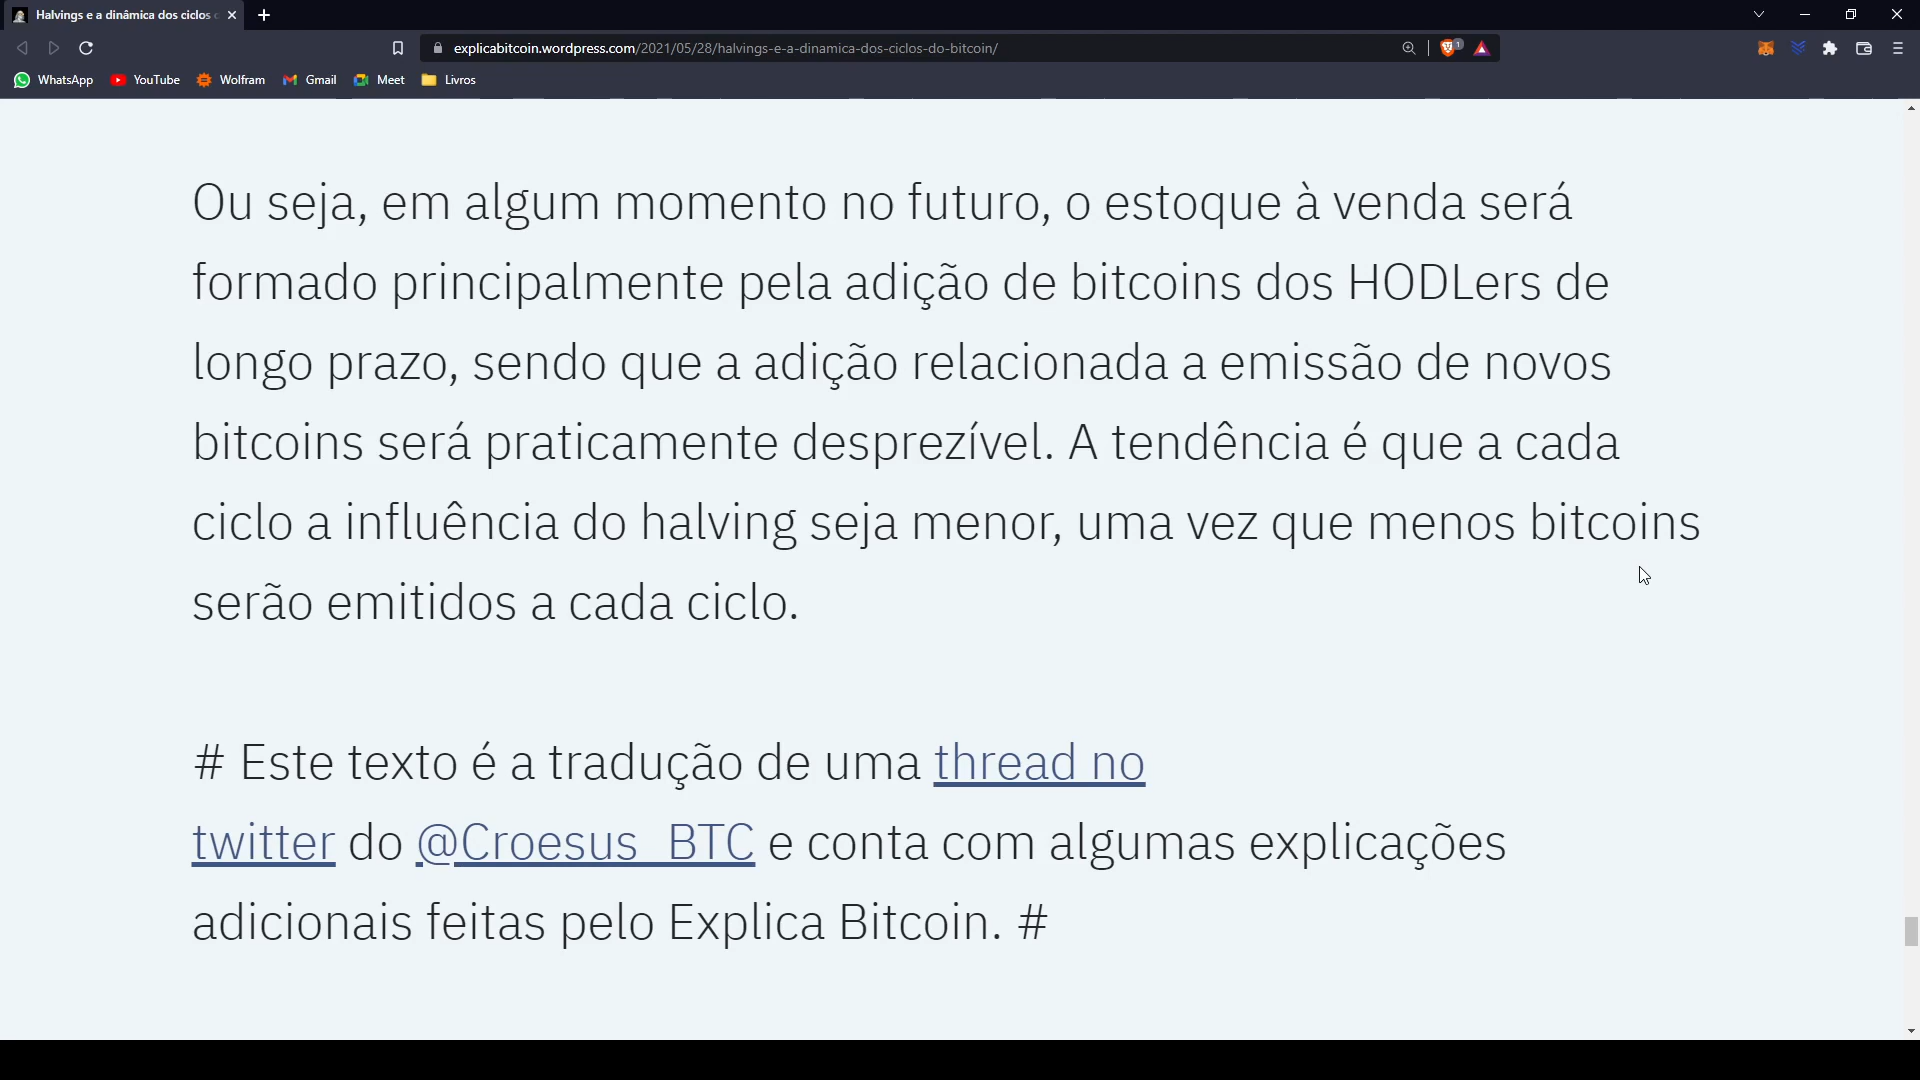 Halvings e a dinâmica dos ciclos
explicabitcoin.wordpress.com/2021/05/28/halvings-e-a-dinamica-dos-ciclos-do-bitcoin/
1
WhatsApp YouTube Wolfram Gmail Meet Livros
Ou seja, em algum momento no futuro, o estoque à venda será
formado principalmente pela adição de bitcoins dos HODLers de
longo prazo, sendo que a adição relacionada a emissão de novos
bitcoins será praticamente desprezível. A tendência é que a cada
ciclo a influência do halving seja menor, uma vez que menos bitcoins
serão emitidos a cada ciclo.
# Este texto é a tradução de uma thread no
twitter do @Croesus_BTC e conta com algumas explicações
adicionais feitas pelo Explica Bitcoin. #